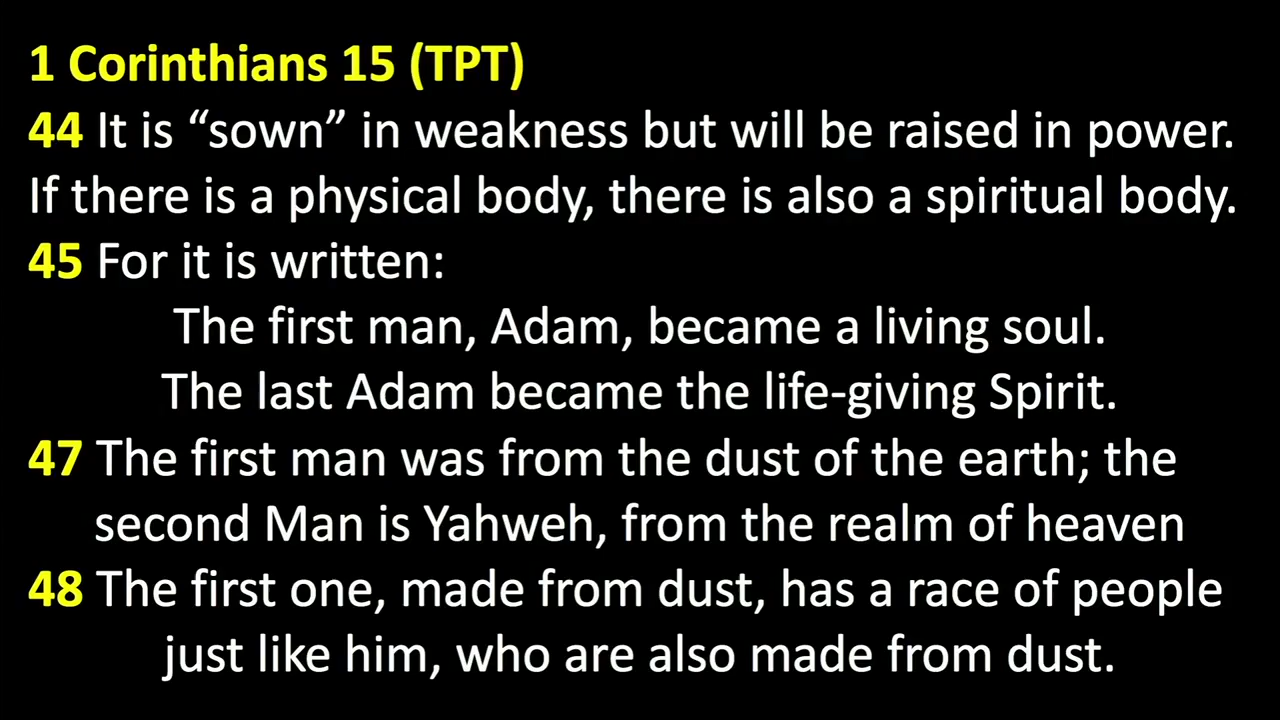 1 Corinthians 15 (TPT)
44 It is “sown” in weakness but will be raised in power.
If there is a physical body, there is also a spiritual body.
45 For it is written:
The first man, Adam, became a living soul.
The last Adam became the life-giving Spirit.
47 The first man was from the dust of the earth; the
second Man is Yahweh, from the realm of heaven
48 The first one, made from dust, has a race of people
just like him, who are also made from dust.